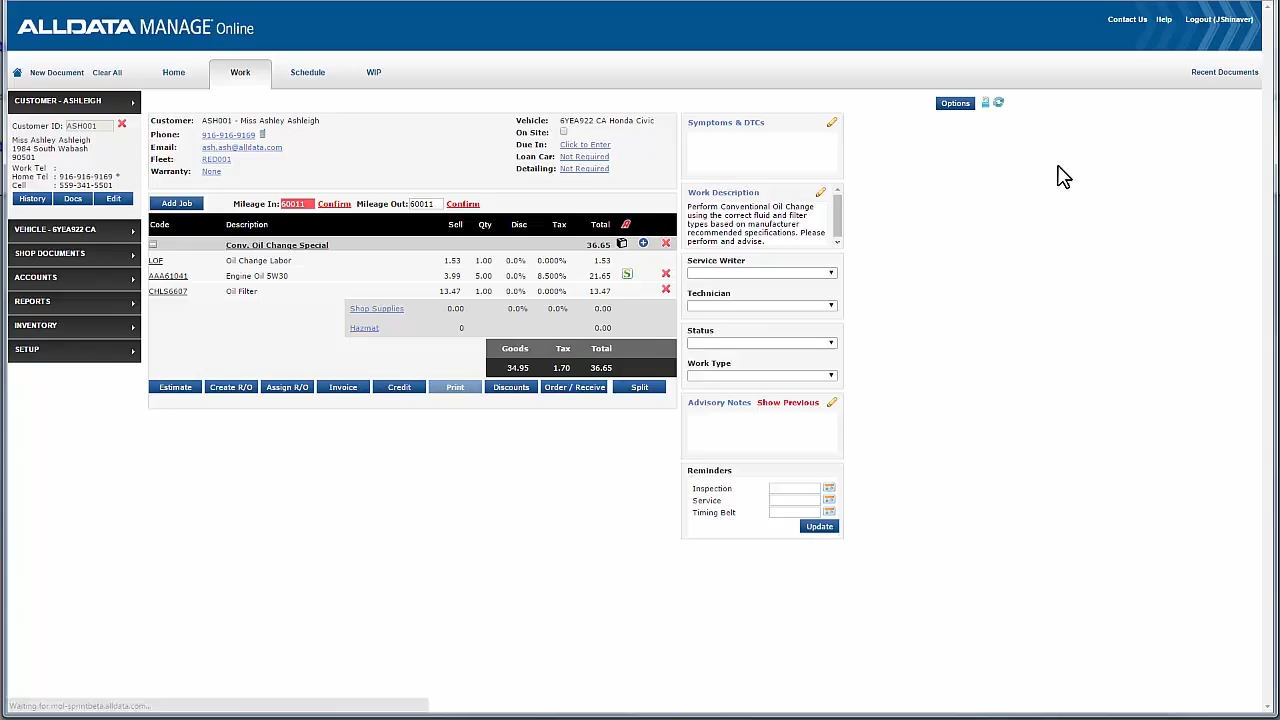 ALLDATA MANAGE Online
Contact Us Help Logout (JShinaver)
New Document Clear All Home Work Schedule WIP Recent Documents
CUSTOMER - ASHLEIGH
Customer ID: ASH001
Miss Ashley Ashleigh
1984 South Wabash
90501
Work Tel :
Home Tel : 916-916-9169 *
Cell : 559-341-5501
History Docs Edit
VEHICLE - 6YEA922 CA
SHOP DOCUMENTS
ACCOUNTS
REPORTS
INVENTORY
SETUP
Options
Customer: ASH001 - Miss Ashley Ashleigh
Phone: 916-916-9169
Email: ash.ash@alldata.com
Fleet: RED001
Warranty: None
Vehicle: 6YEA922 CA Honda Civic
On Site:
Due In: Click to Enter
Loan Car: Not Required
Detailing: Not Required
Add Job Mileage In: 60011 Confirm Mileage Out: 60011 Confirm
Code Description Sell Qty Disc Tax Total
Conv. Oil Change Special 36.65
LOF Oil Change Labor 1.53 1.00 0.0% 0.000% 1.53
AAA61041 Engine Oil 5W30 3.99 5.00 0.0% 8.500% 21.65 S
CHLS6607 Oil Filter 13.47 1.00 0.0% 0.000% 13.47
Shop Supplies 0.00 0.0% 0.0% 0.00
Hazmat 0 0.00
Goods Tax Total
34.95 1.70 36.65
Estimate Create R/O Assign R/O Invoice Credit Print Discounts Order / Receive Split
Symptoms & DTCs
Work Description
Perform Conventional Oil Change
using the correct fluid and filter
types based on manufacturer
recommended specifications. Please
perform and advise.
Service Writer
Technician
Status
Work Type
Advisory Notes Show Previous
Reminders
Inspection
Service
Timing Belt
Update
Waiting for mol-sprintbeta.alldata.com...